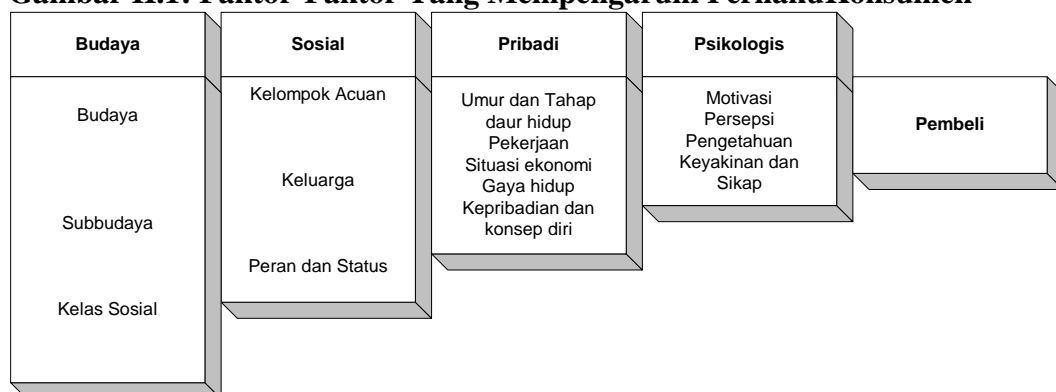 Gambar II.1. Faktor-Faktor Yang Mempengaruhi PerilakuKonsumen
Budaya
Budaya
Subbudaya
Kelas Sosial
Sosial
Kelompok Acuan
Keluarga
Peran dan Status
Pribadi
Umur dan Tahap
daur hidup
Pekerjaan
Situasi ekonomi
Gaya hidup
Kepribadian dan
konsep diri
Psikologis
Motivasi
Persepsi
Pengetahuan
Keyakinan dan
Sikap
Pembeli